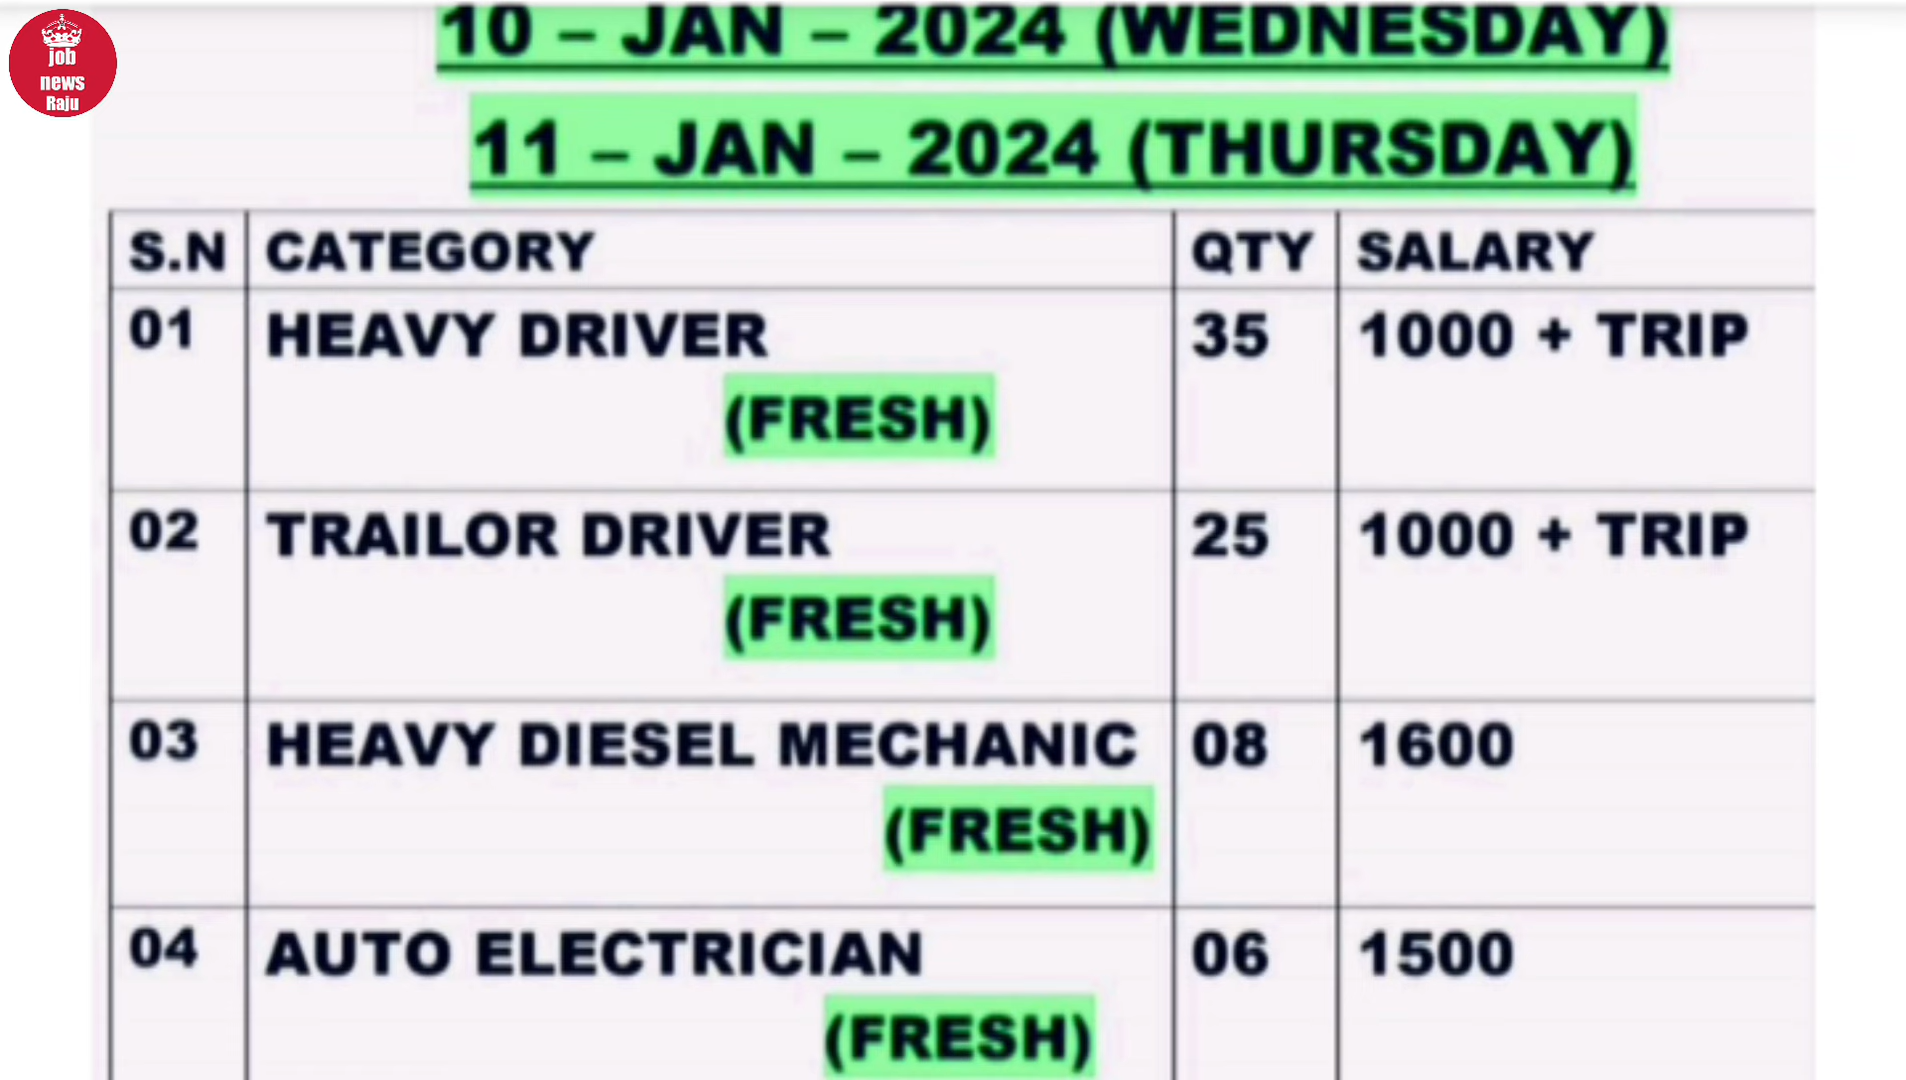 job
news
Raju
10 – JAN – 2024 (WEDNESDAY)
11 – JAN – 2024 (THURSDAY)
S.N CATEGORY QTY SALARY
01 HEAVY DRIVER 35 1000 + TRIP
(FRESH)
02 TRAILOR DRIVER 25 1000 + TRIP
(FRESH)
03 HEAVY DIESEL MECHANIC 08 1600
(FRESH)
04 AUTO ELECTRICIAN 06 1500
(FRESH)